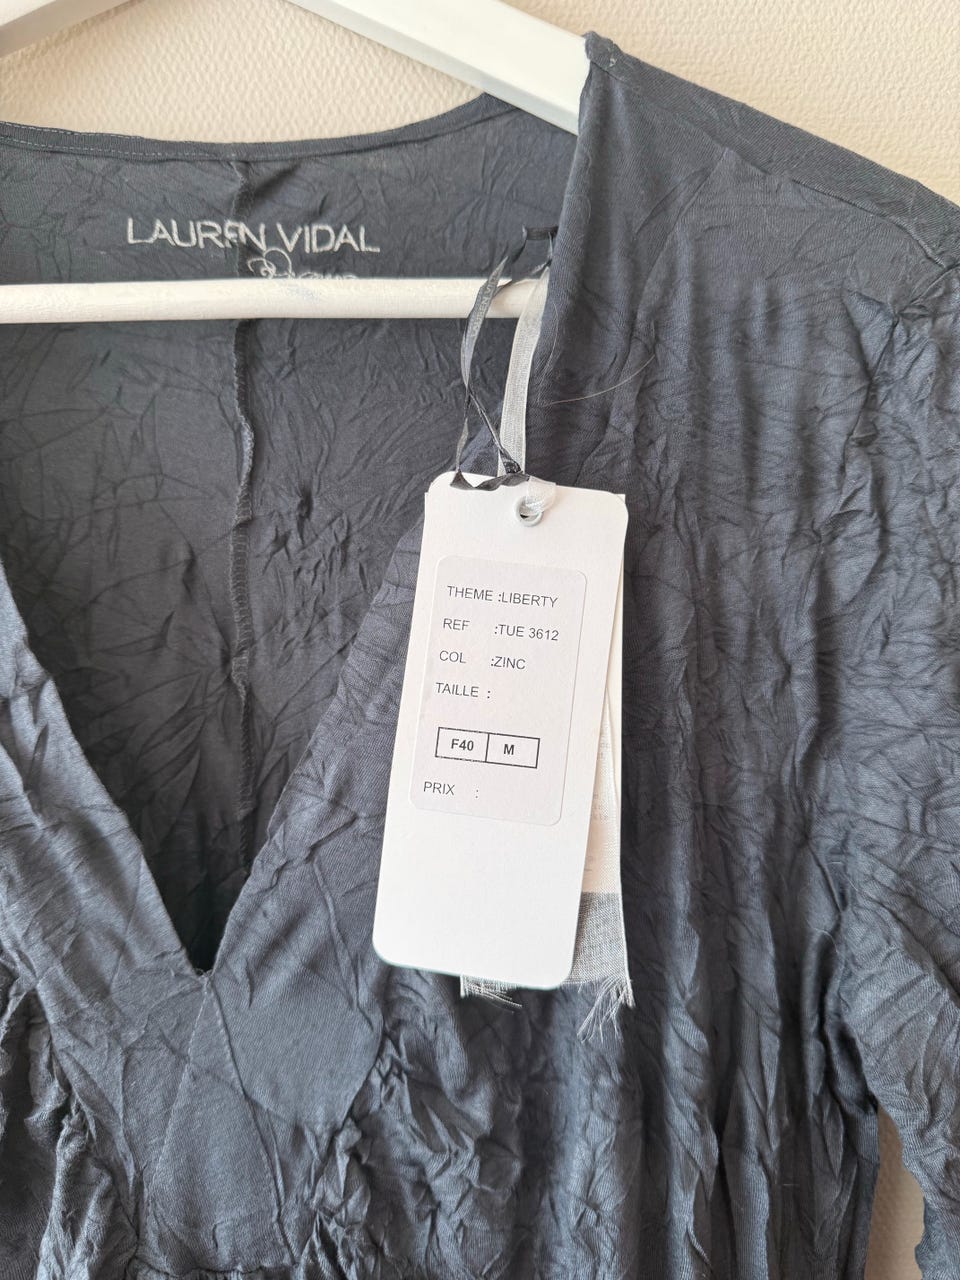 LAUREN VIDAL
THEME :LIBERTY
REF :TUE 3612
COL :ZINC
TAILLE :
F40 M
PRIX :